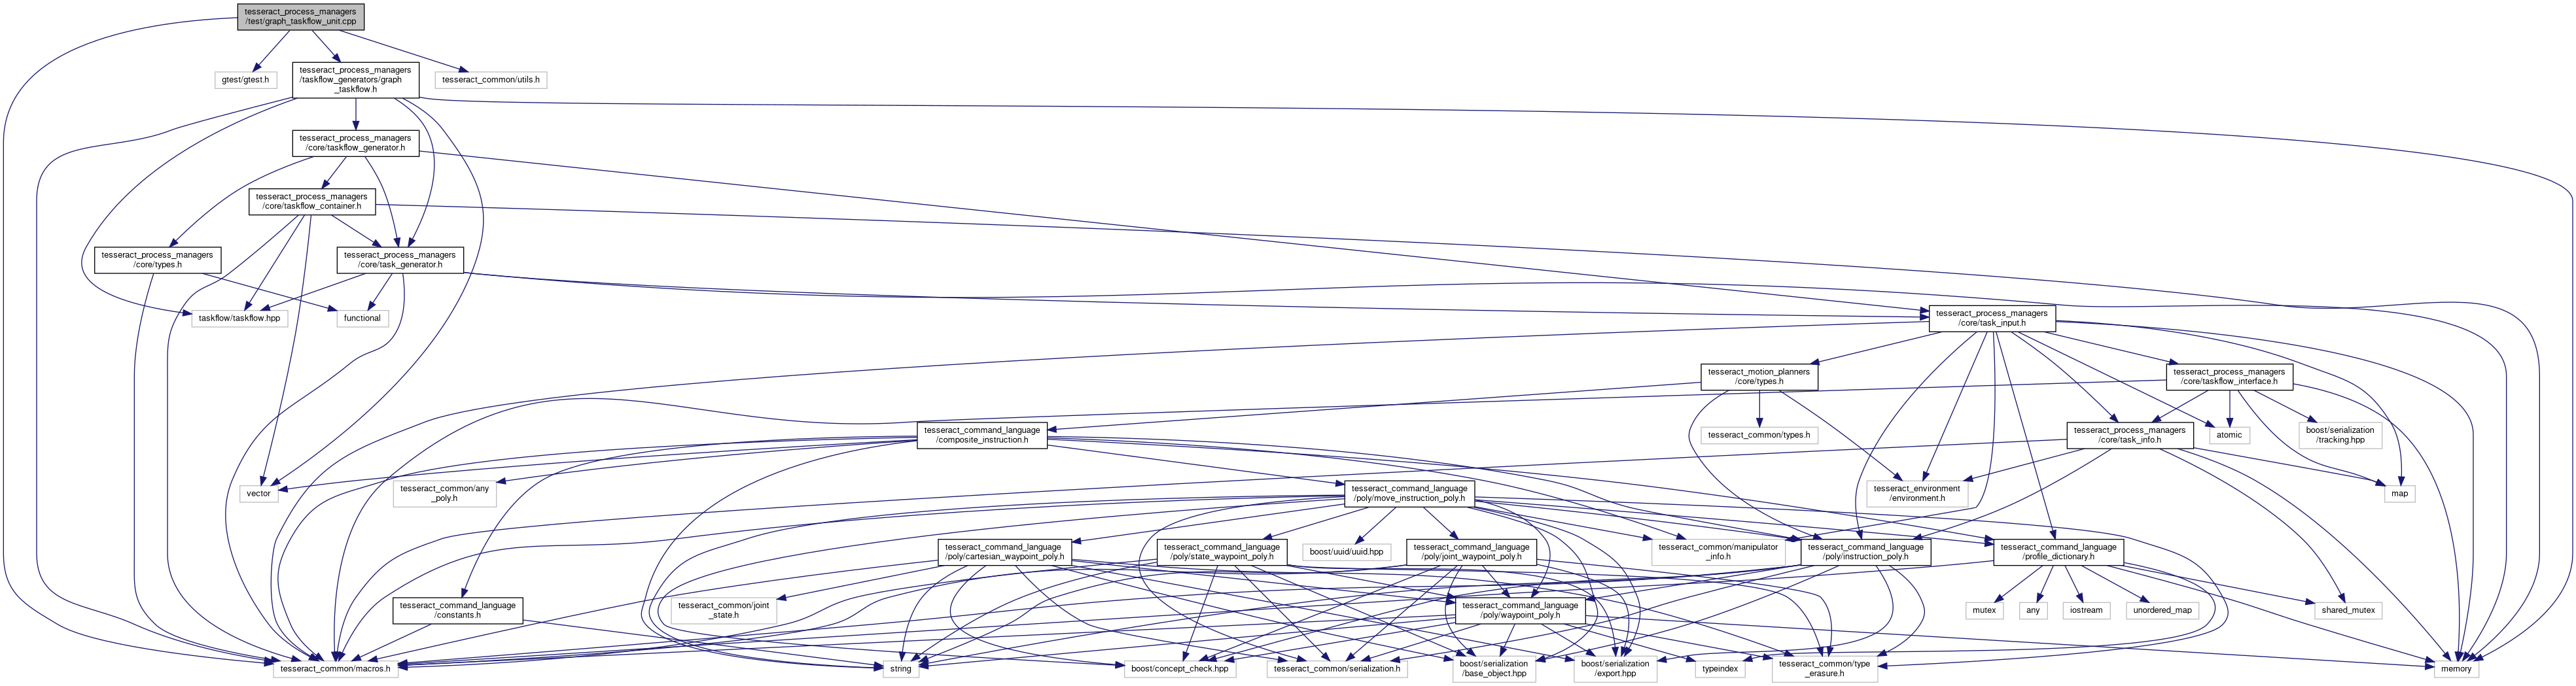 tesseract_process_managers
/test/graph_taskflow_unit.cpp
gtest/gtest.h
tesseract_process_managers
/taskflow_generators/graph
_taskflow.h
tesseract_common/utils.h
tesseract_process_managers
/core/taskflow_generator.h
tesseract_process_managers
/core/taskflow_container.h
tesseract_process_managers
/core/types.h
tesseract_process_managers
/core/task_generator.h
taskflow/taskflow.hpp
functional
tesseract_process_managers
/core/task_input.h
tesseract_motion_planners
/core/types.h
tesseract_process_managers
/core/taskflow_interface.h
tesseract_command_language
/composite_instruction.h
tesseract_common/types.h
tesseract_process_managers
/core/task_info.h
atomic
boost/serialization
/tracking.hpp
vector
tesseract_common/any
_poly.h
tesseract_command_language
/poly/move_instruction_poly.h
tesseract_environment
/environment.h
map
tesseract_command_language
/poly/cartesian_waypoint_poly.h
tesseract_command_language
/poly/state_waypoint_poly.h
boost/uuid/uuid.hpp
tesseract_command_language
/poly/joint_waypoint_poly.h
tesseract_common/manipulator
_info.h
tesseract_command_language
/poly/instruction_poly.h
tesseract_command_language
/profile_dictionary.h
tesseract_command_language
/constants.h
tesseract_common/joint
_state.h
tesseract_command_language
/poly/waypoint_poly.h
mutex
any
iostream
unordered_map
shared_mutex
tesseract_common/macros.h
string
boost/concept_check.hpp
tesseract_common/serialization.h
boost/serialization
/base_object.hpp
boost/serialization
/export.hpp
typeindex
tesseract_common/type
_erasure.h
memory